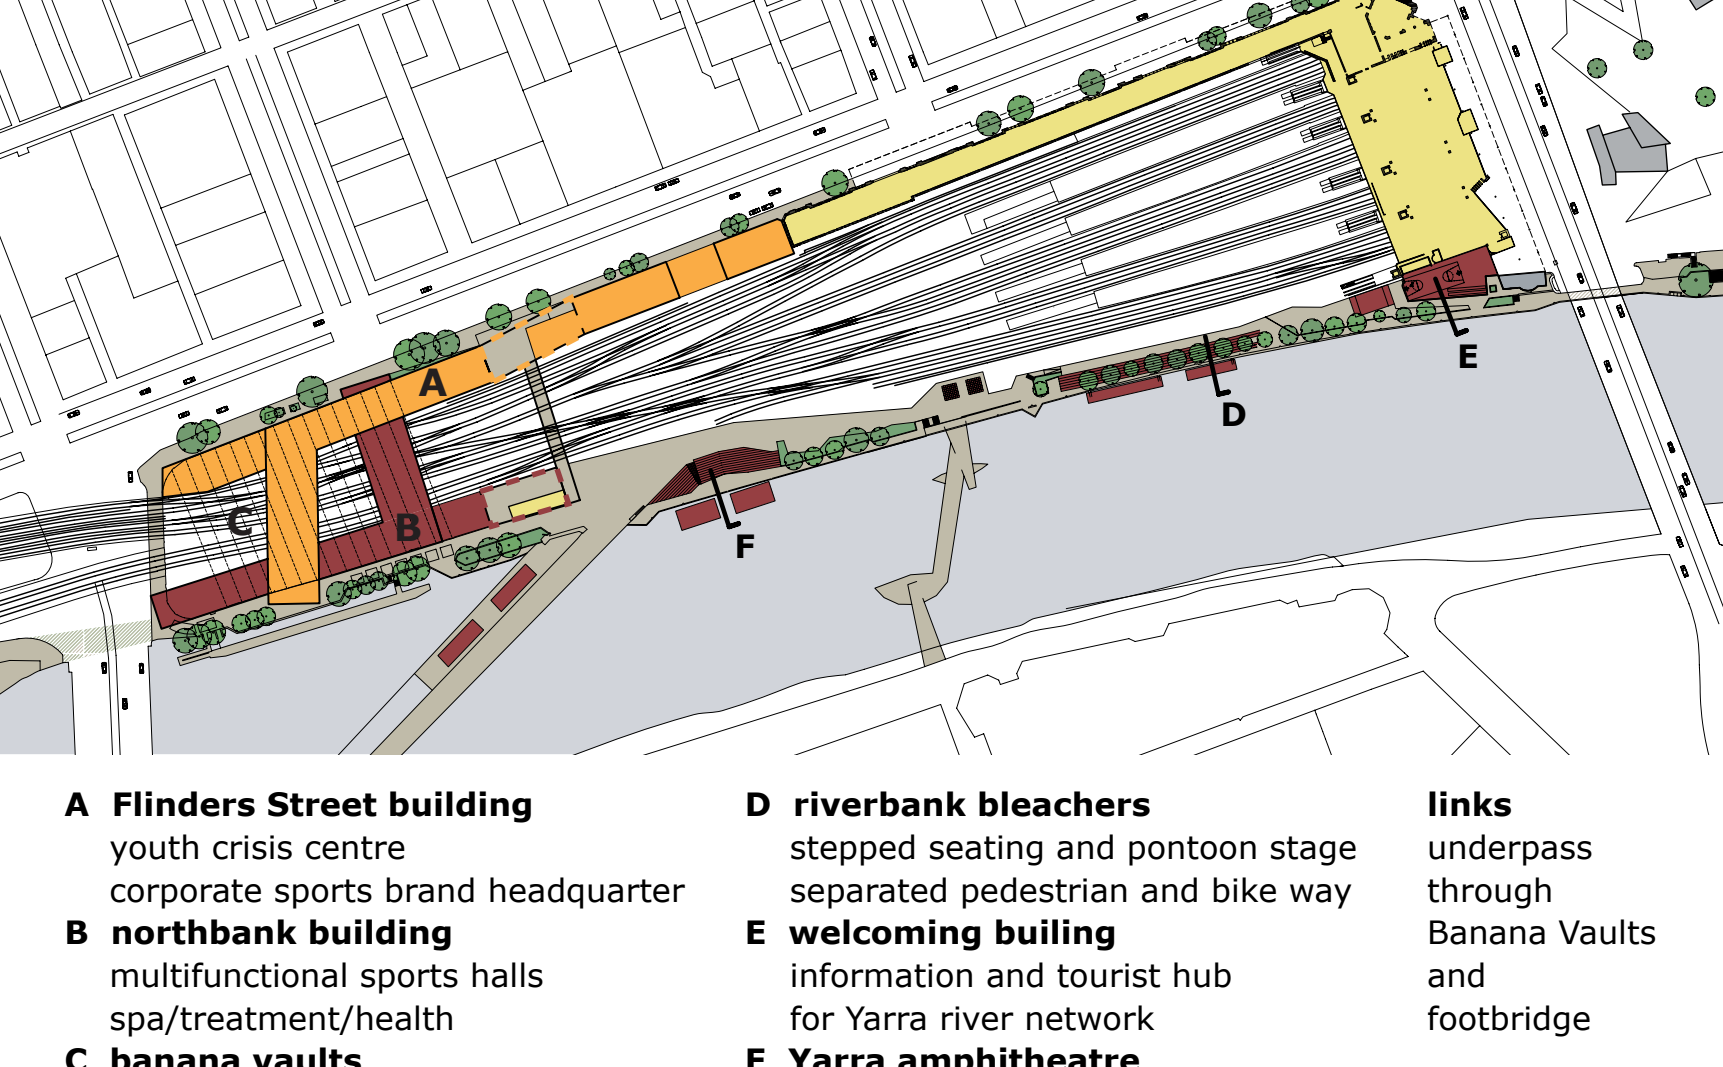 A
C
B
D
E
F
A Flinders Street building
youth crisis centre
corporate sports brand headquarter
B northbank building
multifunctional sports halls
spa/treatment/health
C banana vaults
D riverbank bleachers
stepped seating and pontoon stage
separated pedestrian and bike way
E welcoming builing
information and tourist hub
for Yarra river network
F Yarra amphitheatre
links
underpass
through
Banana Vaults
and
footbridge